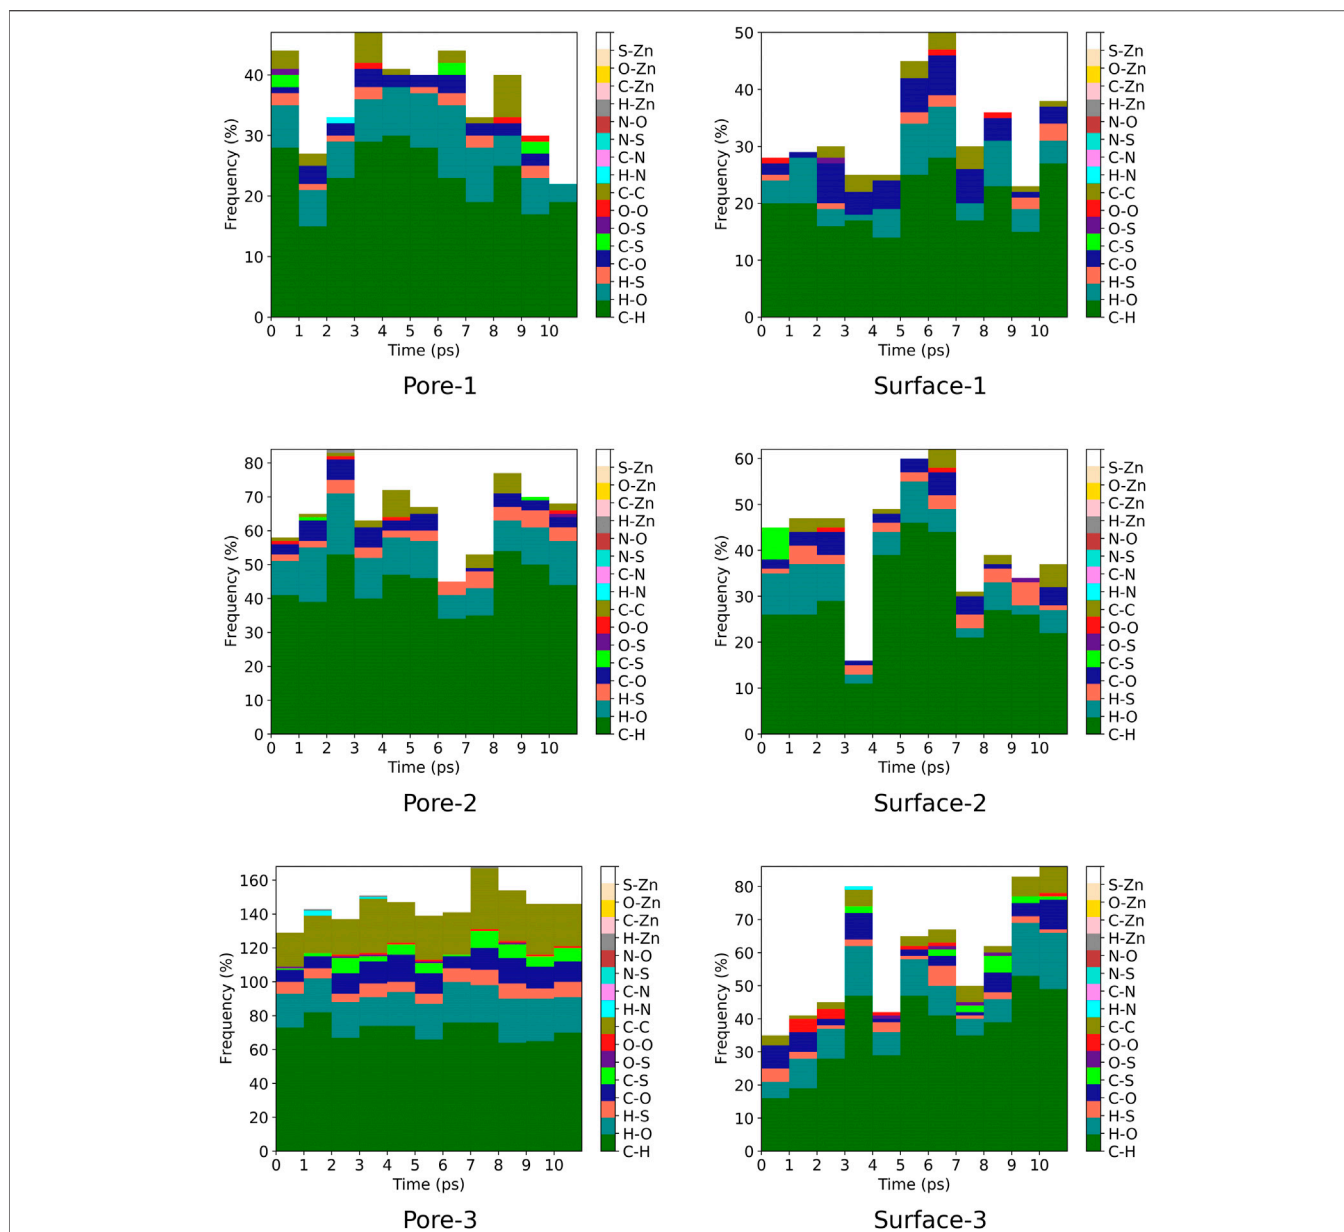 S-Zn
O-Zn
C-Zn
H-Zn
N-O
N-S
C-N
H-N
C-C
O-O
O-S
C-S
C-O
H-S
H-O
C-H
Frequency (%)
40
30
20
10
0
0 1 2 3 4 5 6 7 8 9 10
Time (ps)
Pore-1
S-Zn
O-Zn
C-Zn
H-Zn
N-O
N-S
C-N
H-N
C-C
O-O
O-S
C-S
C-O
H-S
H-O
C-H
Frequency (%)
50
40
30
20
10
0
0 1 2 3 4 5 6 7 8 9 10
Time (ps)
Surface-1
S-Zn
O-Zn
C-Zn
H-Zn
N-O
N-S
C-N
H-N
C-C
O-O
O-S
C-S
C-O
H-S
H-O
C-H
Frequency (%)
80
70
60
50
40
30
20
10
0
0 1 2 3 4 5 6 7 8 9 10
Time (ps)
Pore-2
S-Zn
O-Zn
C-Zn
H-Zn
N-O
N-S
C-N
H-N
C-C
O-O
O-S
C-S
C-O
H-S
H-O
C-H
Frequency (%)
60
50
40
30
20
10
0
0 1 2 3 4 5 6 7 8 9 10
Time (ps)
Surface-2
S-Zn
O-Zn
C-Zn
H-Zn
N-O
N-S
C-N
H-N
C-C
O-O
O-S
C-S
C-O
H-S
H-O
C-H
Frequency (%)
160
140
120
100
80
60
40
20
0
0 1 2 3 4 5 6 7 8 9 10
Time (ps)
Pore-3
S-Zn
O-Zn
C-Zn
H-Zn
N-O
N-S
C-N
H-N
C-C
O-O
O-S
C-S
C-O
H-S
H-O
C-H
Frequency (%)
80
70
60
50
40
30
20
10
0
0 1 2 3 4 5 6 7 8 9 10
Time (ps)
Surface-3